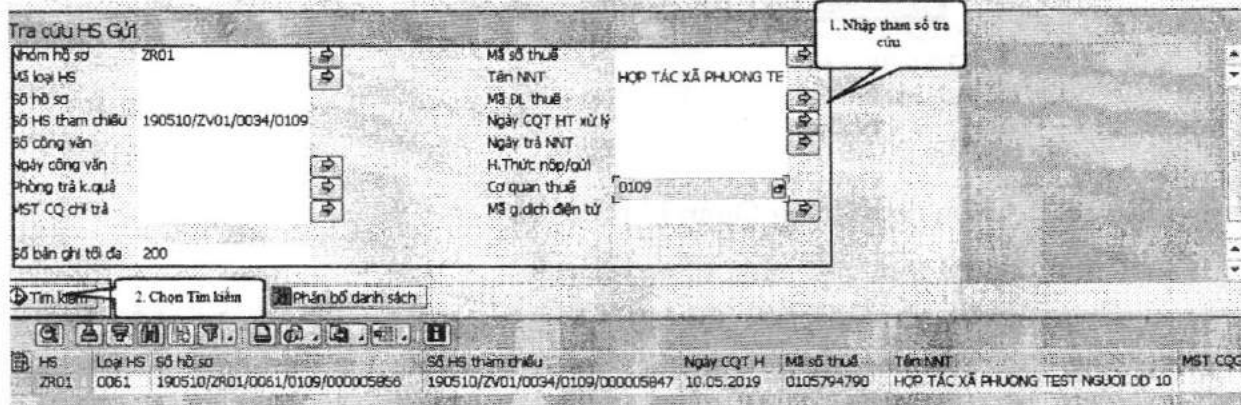 Tra cứu HS Gửi
1. Nhập tham số tra cứu
Nhóm hồ sơ ZR01 Mã số thuế
Mã loại HS Tên NNT HỢP TÁC XÃ PHUONG TE
Số hồ sơ Mã ĐL thuế
Số HS tham chiếu 190510/ZV01/0034/0109 Ngày CQT HT xử lý
Số công văn Ngày trả NNT
Ngày công văn H.Thức nộp/gửi
Phòng trả k.quả Cơ quan thuế 0109
MST CQ chi trả Mã g.dịch điện tử
Số bản ghi tối đa 200
Tìm kiếm 2. Chọn Tìm kiếm Phân bổ danh sách
HS Loại HS Số hồ sơ Số HS tham chiếu Ngày CQT H Mã số thuế Tên NNT MST CQC
ZR01 0061 190510/ZR01/0061/0109/000005856 190510/ZV01/0034/0109/000005847 10.05.2019 0105794790 HỢP TÁC XÃ PHUONG TEST NGUOI DD 10